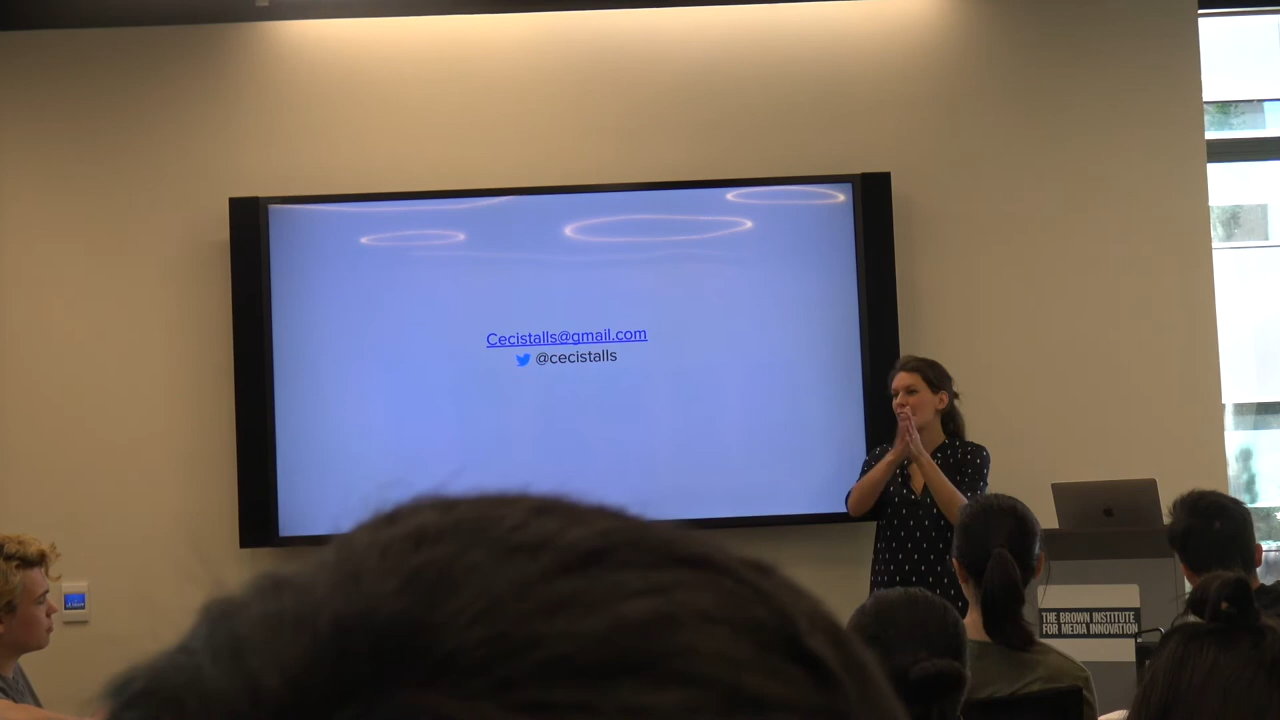 Cecistalls@gmail.com
@cecistalls
THE BROWN INSTITUTE
FOR MEDIA INNOVATION